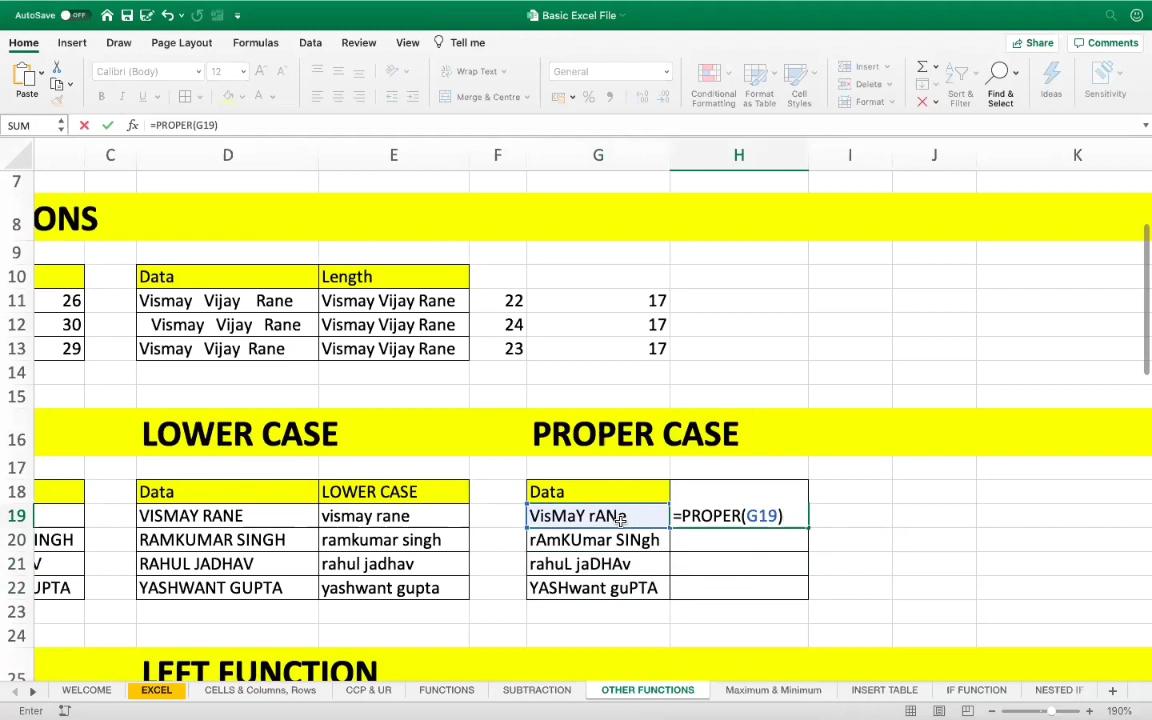 AutoSave OFF Basic Excel File
Home Insert Draw Page Layout Formulas Data Review View Tell me Share Comments
Paste Calibri (Body) 12 A A Wrap Text General Conditional Formatting Format as Table Cell Styles Insert Sort & Filter Find & Select Ideas Sensitivity
B I U A Merge & Centre % Delete
Format
SUM fx =PROPER(G19)
C D E F G H I J K
7
8 ONS
9
10 Data Length
11 26 Vismay Vijay Rane Vismay Vijay Rane 22 17
12 30 Vismay Vijay Rane Vismay Vijay Rane 24 17
13 29 Vismay Vijay Rane Vismay Vijay Rane 23 17
14
15
16 LOWER CASE PROPER CASE
17
18 Data LOWER CASE Data
19 VISMAY RANE vismay rane VisMaY rANe =PROPER(G19)
20 INGH RAMKUMAR SINGH ramkumar singh rAmKUmar SINgh
21 V RAHUL JADHAV rahul jadhav rahuL jaDHAv
22 UPTA YASHWANT GUPTA yashwant gupta YASHwant guPTA
23
24
25 LEFT FUNCTION
WELCOME EXCEL CELLS & Columns, Rows CCP & UR FUNCTIONS SUBTRACTION OTHER FUNCTIONS Maximum & Minimum INSERT TABLE IF FUNCTION NESTED IF
Enter 190%